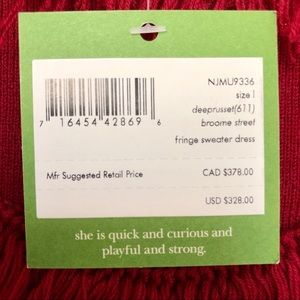 NJMU9336
size l
deeprusset(611)
broome street
fringe sweater dress
7 16454 42869 6
Mfr Suggested Retail Price
CAD $378.00
USD $328.00
she is quick and curious and
playful and strong.